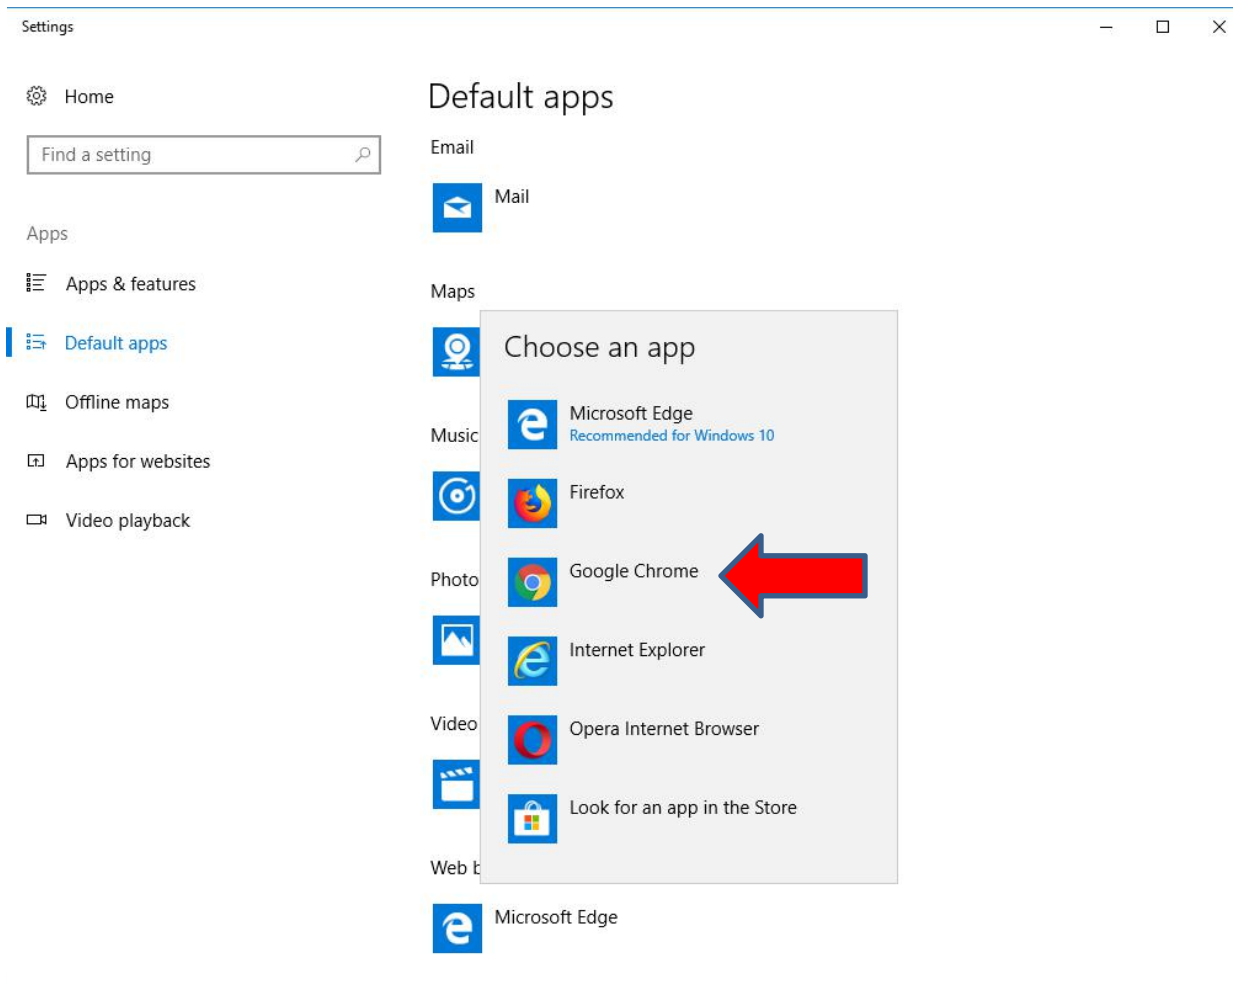 Settings
Home
Find a setting
Apps
Apps & features
Default apps
Offline maps
Apps for websites
Video playback
Default apps
Email
Mail
Maps
Music
Photo
Video
Web b
Microsoft Edge
Choose an app
Microsoft Edge
Recommended for Windows 10
Firefox
Google Chrome
Internet Explorer
Opera Internet Browser
Look for an app in the Store